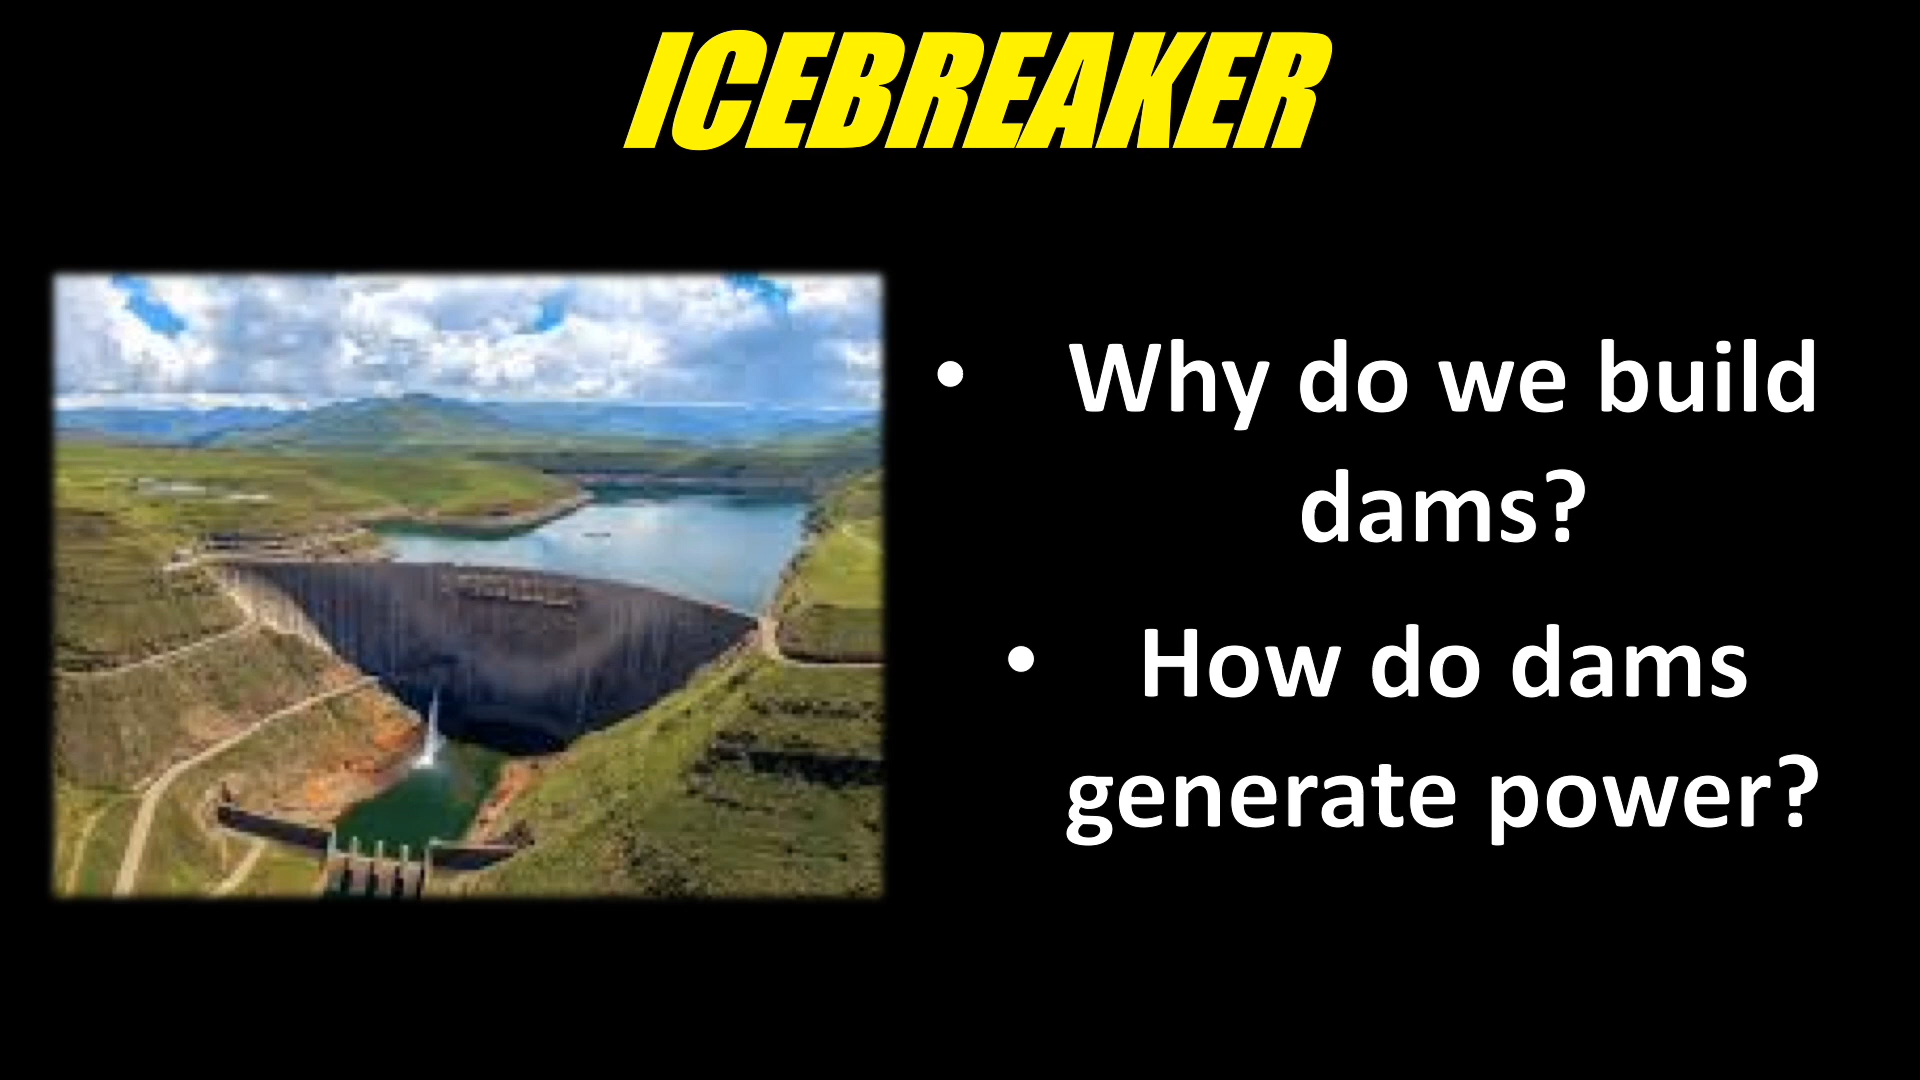 ICEBREAKER
• Why do we build
dams?
• How do dams
generate power?